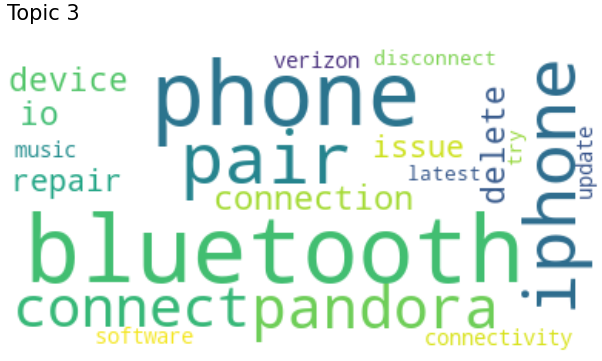 Topic 3
verizon
disconnect
device
phone
iphone
io
delete
music
pair
issue
try
update
repair
latest
connection
bluetooth
connect
pandora
software
connectivity